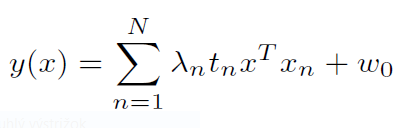 y(x) = \sum_{n=1}^{N} \lambda_n t_n x^T x_n + w_0